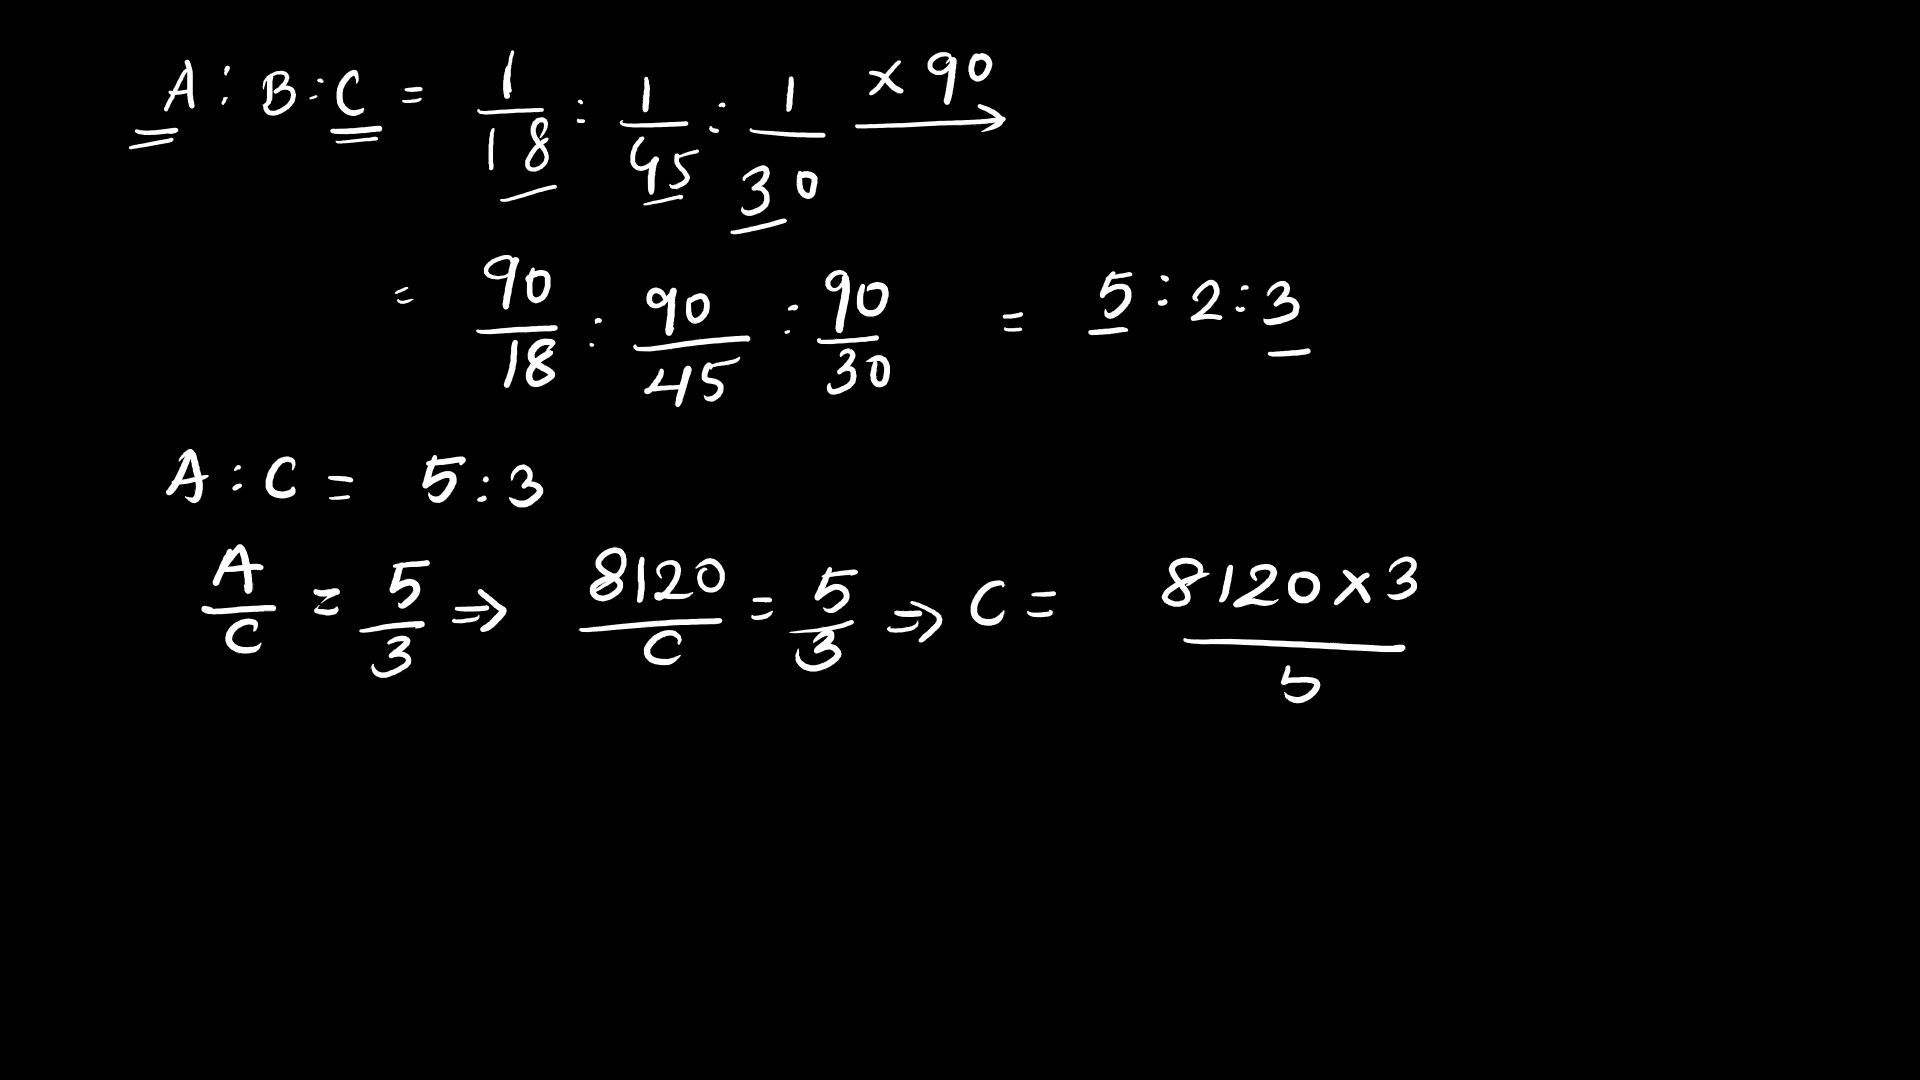 A : B : C = 1/18 : 1/45 : 1/30 × 90 →
= 90/18 : 90/45 : 90/30 = 5 : 2 : 3
A : C = 5 : 3
A/C = 5/3 ⇒ 8120/C = 5/3 ⇒ C = 8120 × 3/5